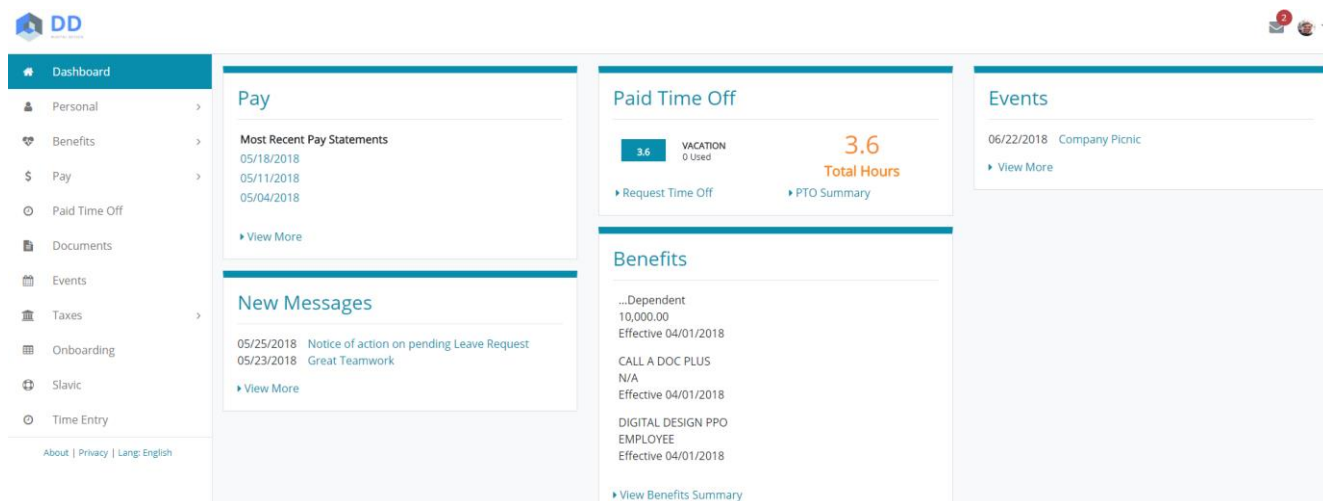 DD
2
Dashboard
Personal
Benefits
Pay
Paid Time Off
Documents
Events
Taxes
Onboarding
Slavic
Time Entry
About | Privacy | Lang: English
Pay
Most Recent Pay Statements
05/18/2018
05/11/2018
05/04/2018
View More
New Messages
05/25/2018 Notice of action on pending Leave Request
05/23/2018 Great Teamwork
View More
Paid Time Off
3.6
VACATION
0 Used
3.6
Total Hours
Request Time Off
PTO Summary
Benefits
...Dependent
10,000.00
Effective 04/01/2018
CALL A DOC PLUS
N/A
Effective 04/01/2018
DIGITAL DESIGN PPO
EMPLOYEE
Effective 04/01/2018
View Benefits Summary
Events
06/22/2018 Company Picnic
View More